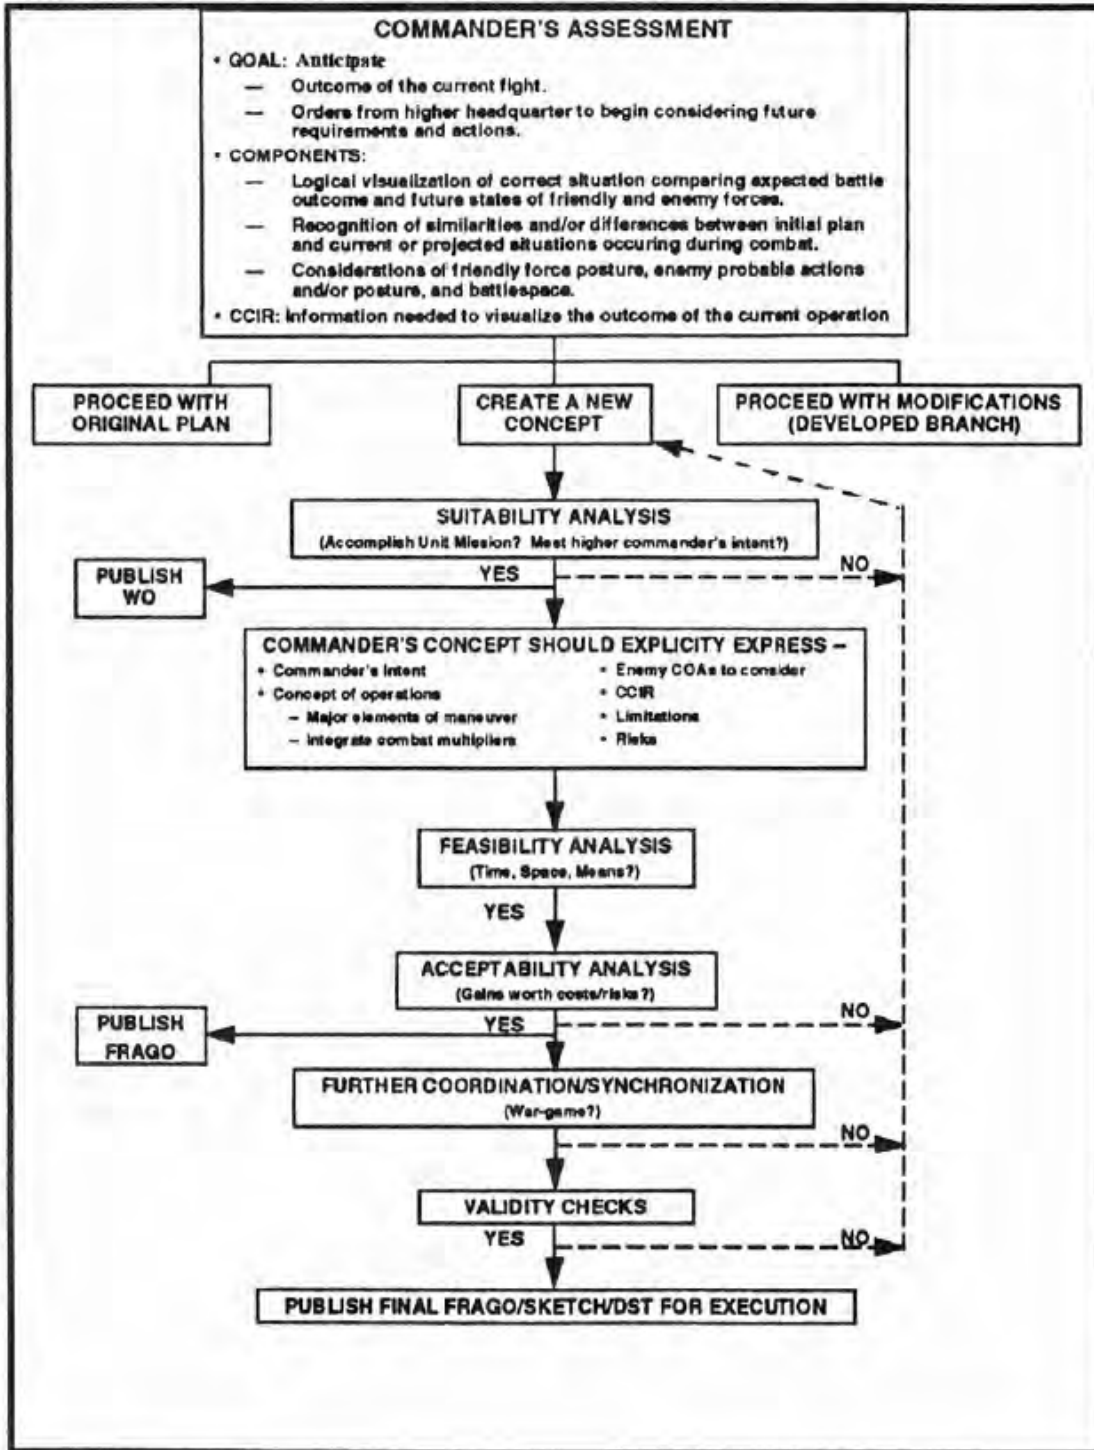 COMMANDER'S ASSESSMENT
• GOAL: Anticipate
— Outcome of the current fight.
— Orders from higher headquarter to begin considering future
requirements and actions.
• COMPONENTS:
— Logical visualization of correct situation comparing expected battle
outcome and future states of friendly and enemy forces.
— Recognition of similarities and/or differences between initial plan
and current or projected situations occuring during combat.
— Considerations of friendly force posture, enemy probable actions
and/or posture, and battlespace.
• CCIR: Information needed to visualize the outcome of the current operation
PROCEED WITH
ORIGINAL PLAN
CREATE A NEW
CONCEPT
PROCEED WITH MODIFICATIONS
(DEVELOPED BRANCH)
SUITABILITY ANALYSIS
(Accomplish Unit Mission? Meet higher commander's intent?)
YES
NO
PUBLISH
WO
COMMANDER'S CONCEPT SHOULD EXPLICITY EXPRESS –
• Commander's Intent
• Concept of operations
– Major elements of maneuver
– Integrate combat multipliers
• Enemy COAs to consider
• CCIR
• Limitations
• Risks
FEASIBILITY ANALYSIS
(Time, Space, Means?)
YES
ACCEPTABILITY ANALYSIS
(Gains worth costs/risks?)
YES
NO
PUBLISH
FRAGO
FURTHER COORDINATION/SYNCHRONIZATION
(War-game?)
NO
VALIDITY CHECKS
YES
NO
PUBLISH FINAL FRAGO/SKETCH/DST FOR EXECUTION